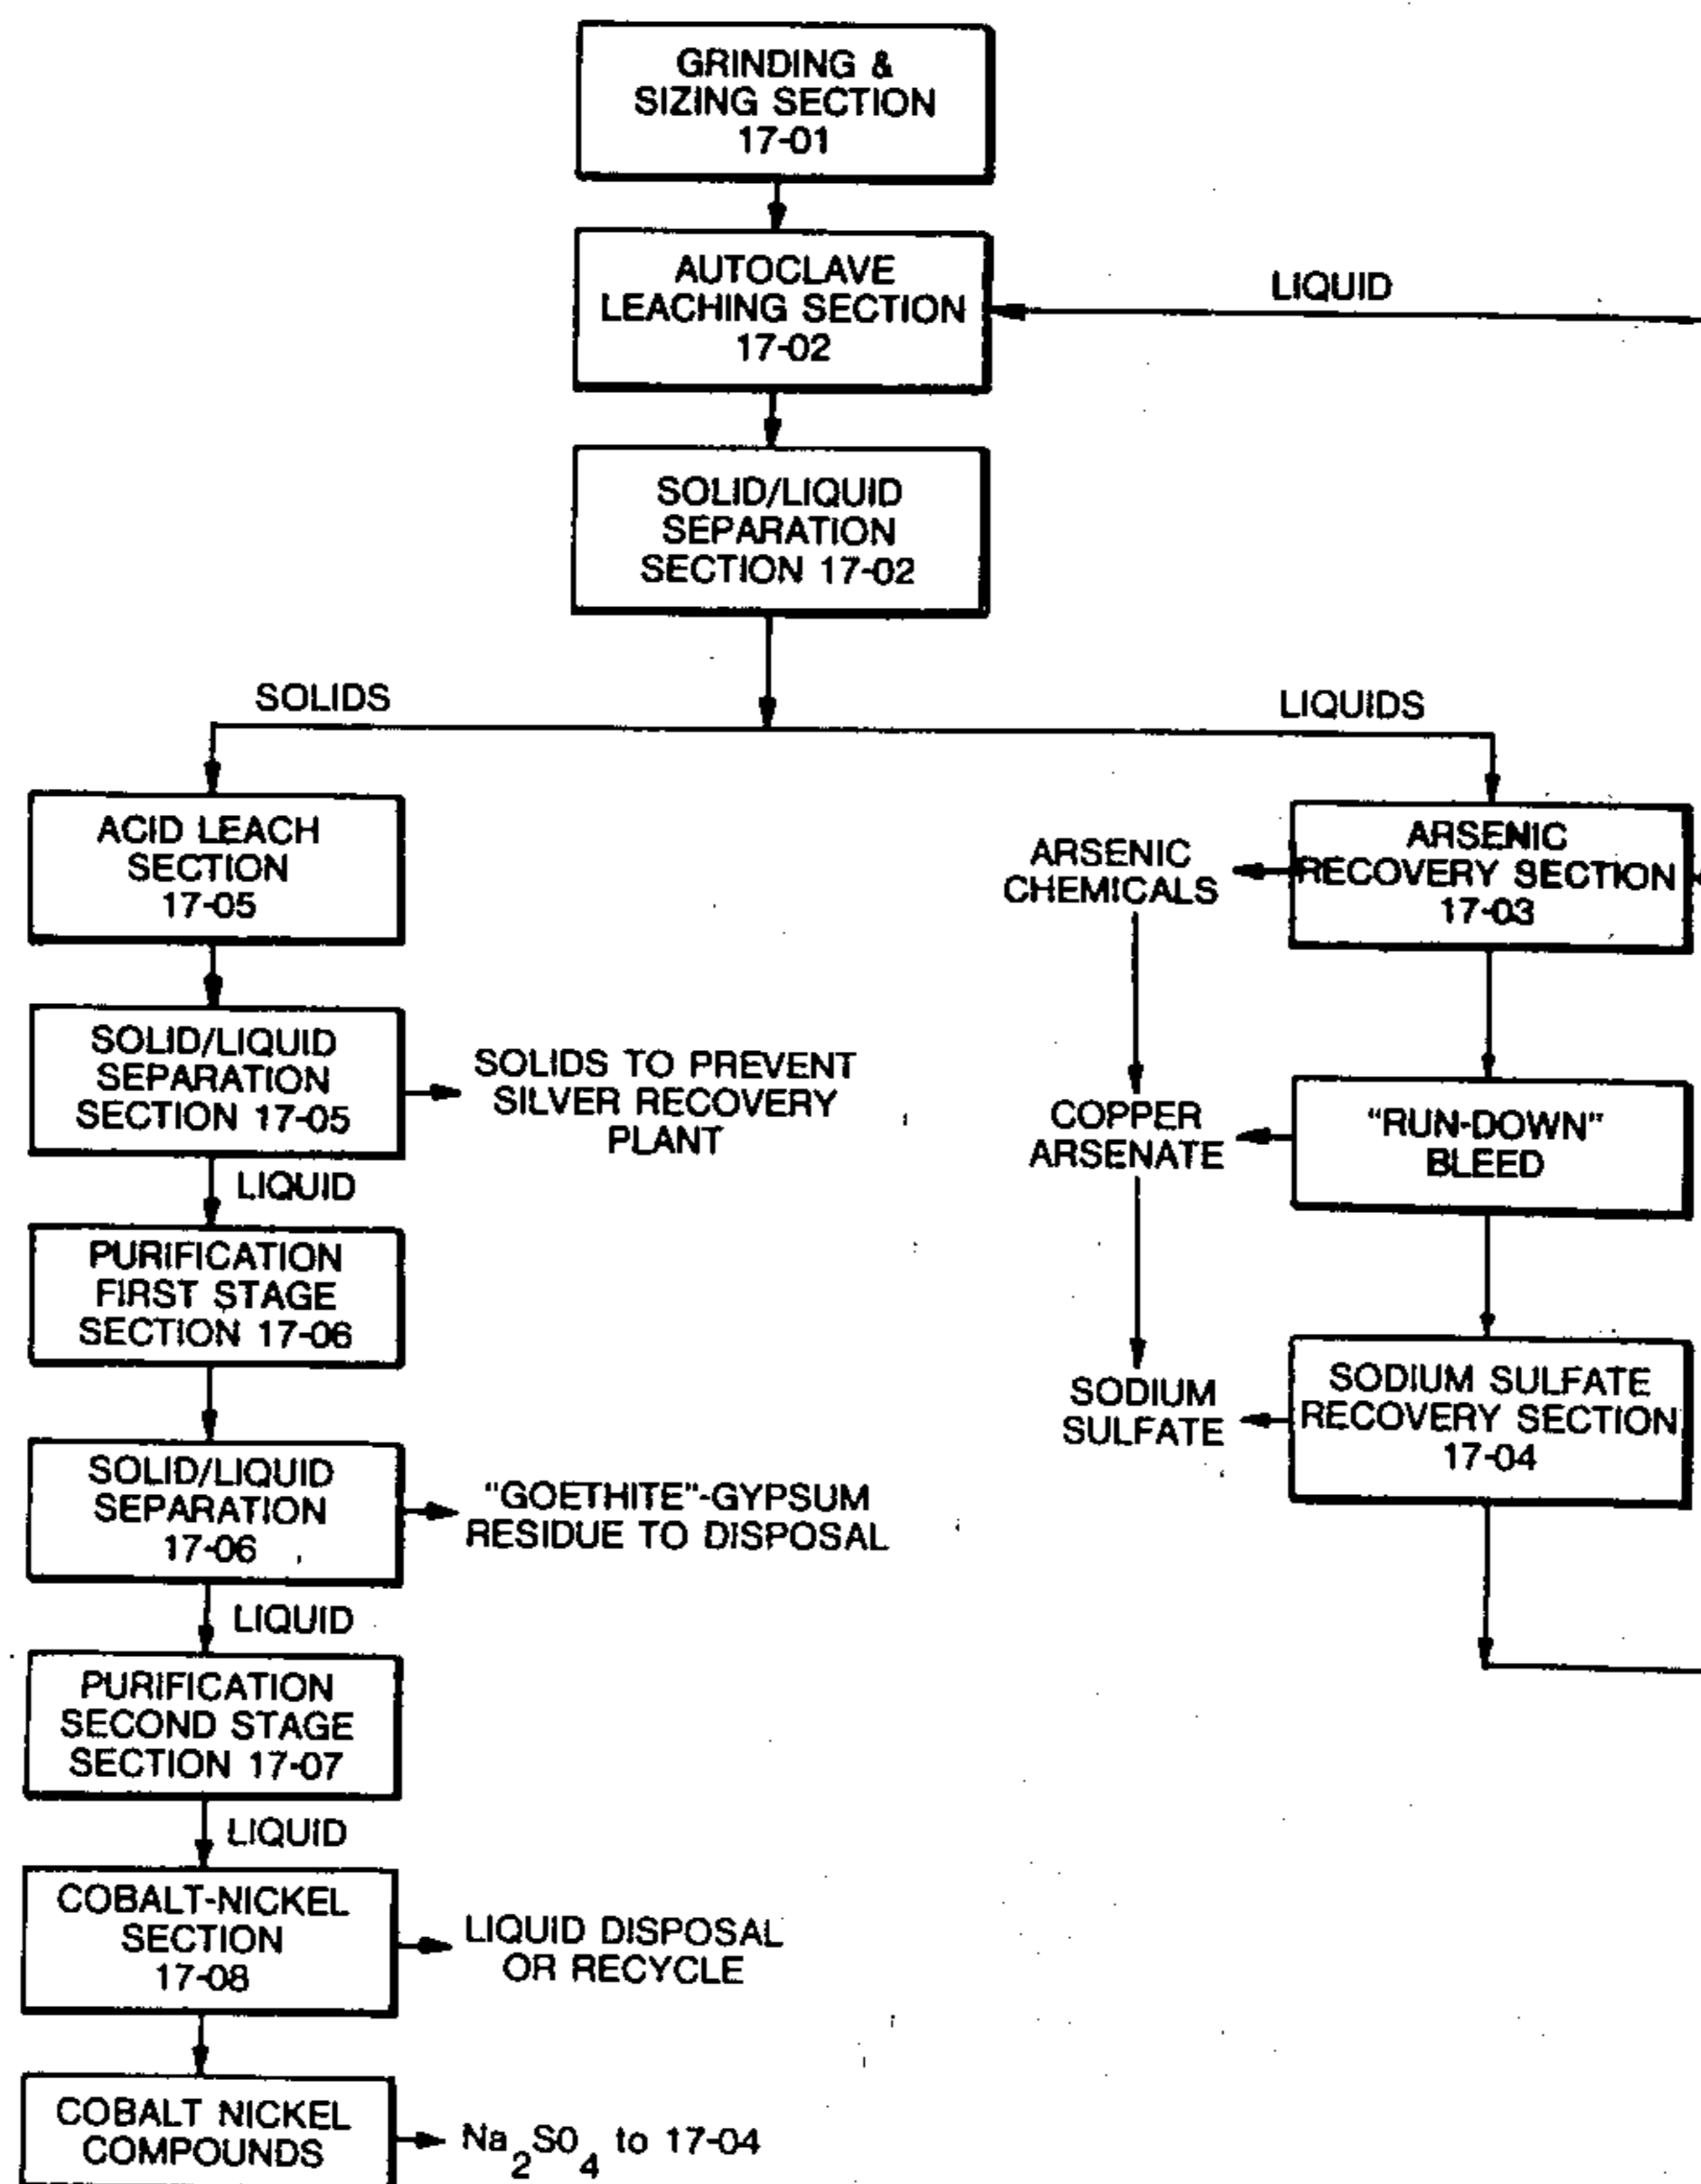 GRINDING &
SIZING SECTION
17-01
AUTOCLAVE
LEACHING SECTION
17-02
LIQUID
SOLID/LIQUID
SEPARATION
SECTION 17-02
SOLIDS
LIQUIDS
ACID LEACH
SECTION
17-05
ARSENIC
CHEMICALS
ARSENIC
RECOVERY SECTION
17-03
SOLID/LIQUID
SEPARATION
SECTION 17-05
SOLIDS TO PREVENT
SILVER RECOVERY
PLANT
COPPER
ARSENATE
"RUN-DOWN"
BLEED
LIQUID
PURIFICATION
FIRST STAGE
SECTION 17-06
SODIUM
SULFATE
SODIUM SULFATE
RECOVERY SECTION
17-04
SOLID/LIQUID
SEPARATION
17-06
"GOETHITE"-GYPSUM
RESIDUE TO DISPOSAL
LIQUID
PURIFICATION
SECOND STAGE
SECTION 17-07
LIQUID
COBALT-NICKEL
SECTION
17-08
LIQUID DISPOSAL
OR RECYCLE
COBALT NICKEL
COMPOUNDS
Na2SO4 to 17-04